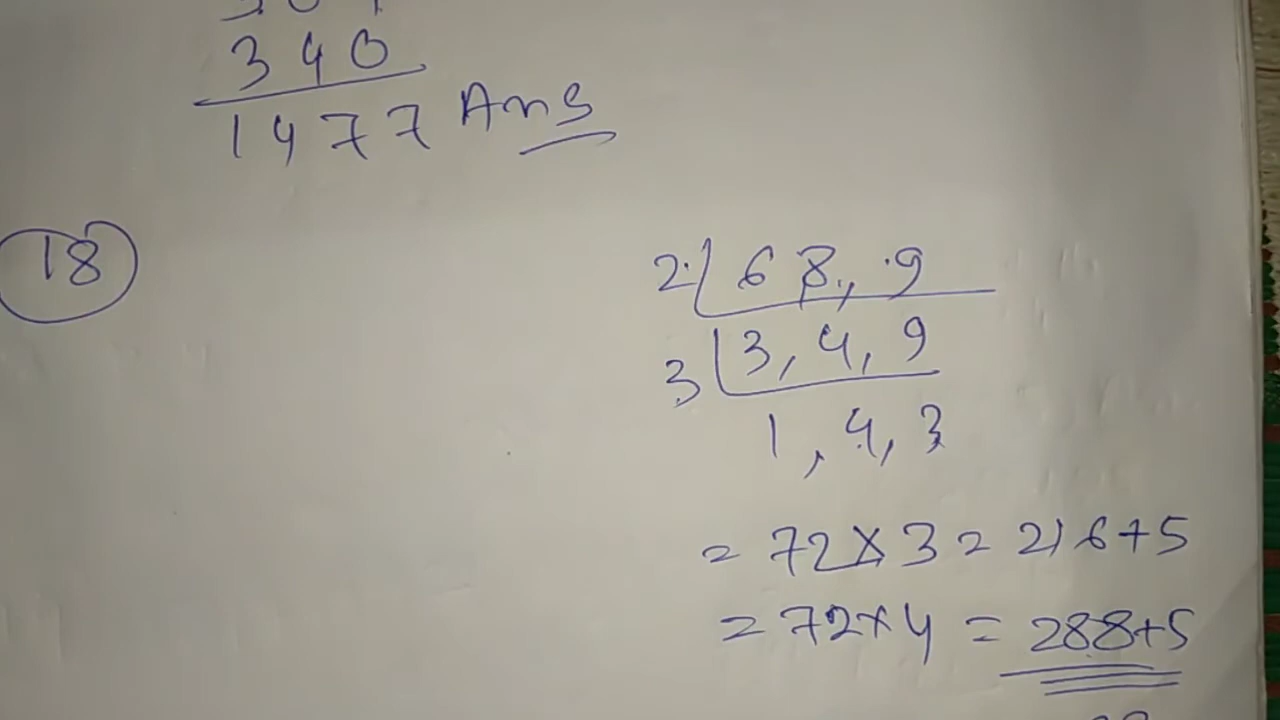 340
1477 Ans
18
2 6 8, 9
3 3, 4, 9
1, 4, 3
= 72 × 3 = 216+5
= 72 × 4 = 288+5